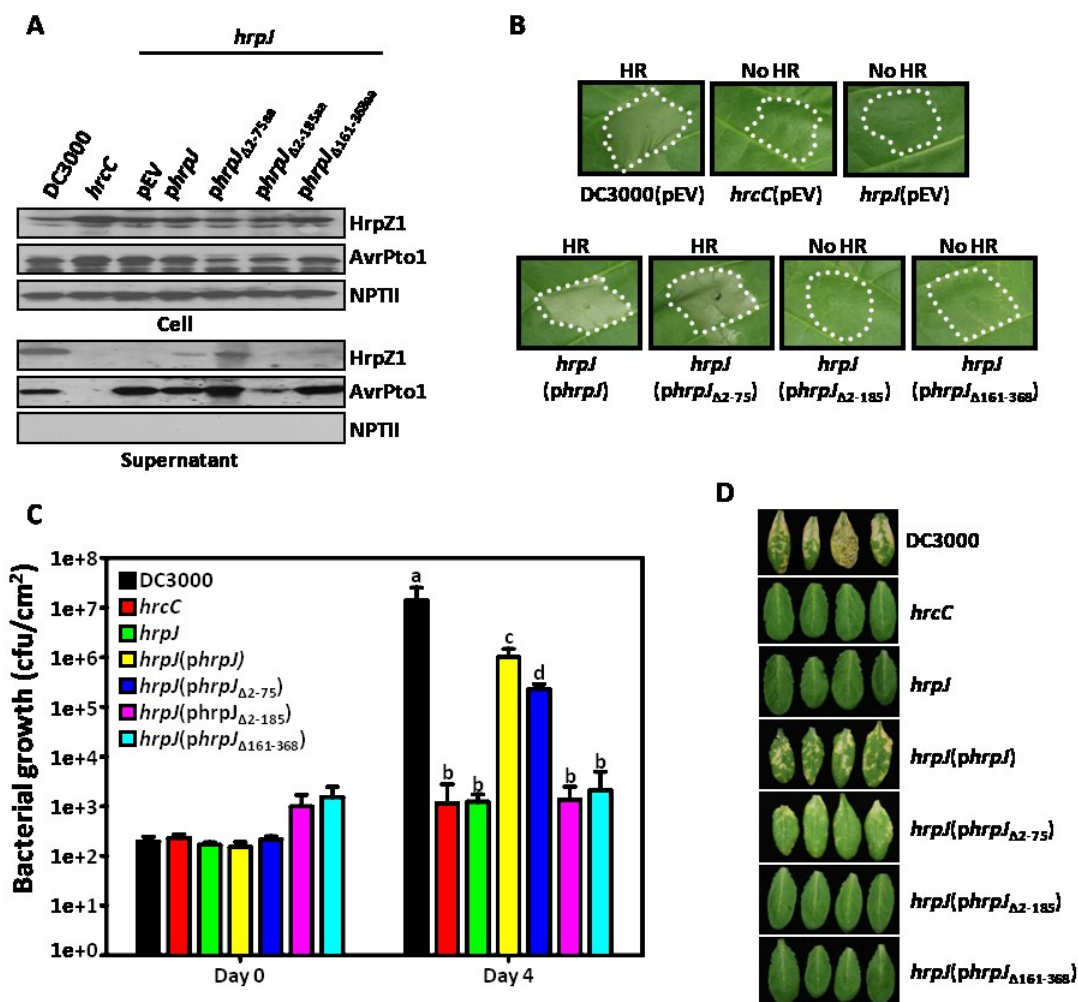 A
hrpJ
DC3000
hrcC
pEV
phrpJ
phrpJΔ2-75aa
phrpJΔ2-185aa
phrpJΔ161-368aa
HrpZ1
AvrPto1
NPTII
Cell
HrpZ1
AvrPto1
NPTII
Supernatant
B
HR
No HR
No HR
DC3000(pEV)
hrcC(pEV)
hrpJ(pEV)
HR
HR
No HR
No HR
hrpJ
(phrpJ)
hrpJ
(phrpJΔ2-75)
hrpJ
(phrpJΔ2-185)
hrpJ
(phrpJΔ161-368)
C
Bacterial growth (cfu/cm²)
1e+8
1e+7
1e+6
1e+5
1e+4
1e+3
1e+2
1e+1
1e+0
DC3000
hrcC
hrpJ
hrpJ(phrpJ)
hrpJ(phrpJΔ2-75)
hrpJ(phrpJΔ2-185)
hrpJ(phrpJΔ161-368)
a
b
b
c
d
b
b
Day 0
Day 4
D
DC3000
hrcC
hrpJ
hrpJ(phrpJ)
hrpJ(phrpJΔ2-75)
hrpJ(phrpJΔ2-185)
hrpJ(phrpJΔ161-368)